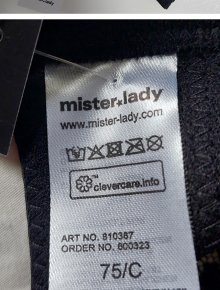 mister*lady
www.mister-lady.com
clevercare.info
ART NO. 810387
ORDER NO. 800323
75/C